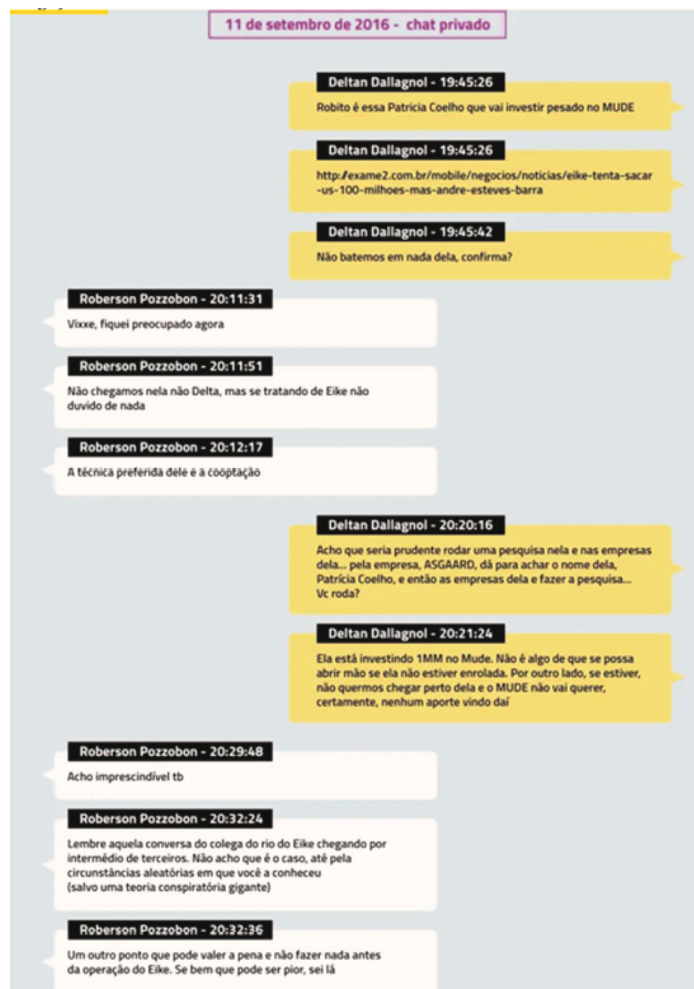 11 de setembro de 2016 - chat privado
Deltan Dallagnol - 19:45:26
Robito é essa Patricia Coelho que vai investir pesado no MUDE
Deltan Dallagnol - 19:45:26
http://exame2.com.br/mobile/negocios/noticias/eike-tenta-sacar
-us-100-milhoes-mas-andre-esteves-barra
Deltan Dallagnol - 19:45:42
Não batemos em nada dela, confirma?
Roberson Pozzobon - 20:11:31
Vixxe, fiquei preocupado agora
Roberson Pozzobon - 20:11:51
Não chegamos nela não Delta, mas se tratando de Eike não
duvido de nada
Roberson Pozzobon - 20:12:17
A técnica preferida dele e a cooptação
Deltan Dallagnol - 20:20:16
Acho que seria prudente rodar uma pesquisa nela e nas empresas
dela... pela empresa, ASGAARD, dá para achar o nome dela,
Patrícia Coelho, e então as empresas dela e fazer a pesquisa...
Vc roda?
Deltan Dallagnol - 20:21:24
Ela está investindo 1MM no Mude. Não é algo de que se possa
abrir mão se ela não estiver enrolada. Por outro lado, se estiver,
não quermos chegar perto dela e o MUDE não vai querer,
certamente, nenhum aporte vindo daí
Roberson Pozzobon - 20:29:48
Acho imprescindível tb
Roberson Pozzobon - 20:32:24
Lembre aquela conversa do colega do rio do Eike chegando por
intermédio de terceiros. Não acho que é o caso, até pela
circunstâncias aleatórias em que você a conheceu
(salvo uma teoria conspiratória gigante)
Roberson Pozzobon - 20:32:36
Um outro ponto que pode valer a pena e não fazer nada antes
da operação do Eike. Se bem que pode ser pior, sei lá